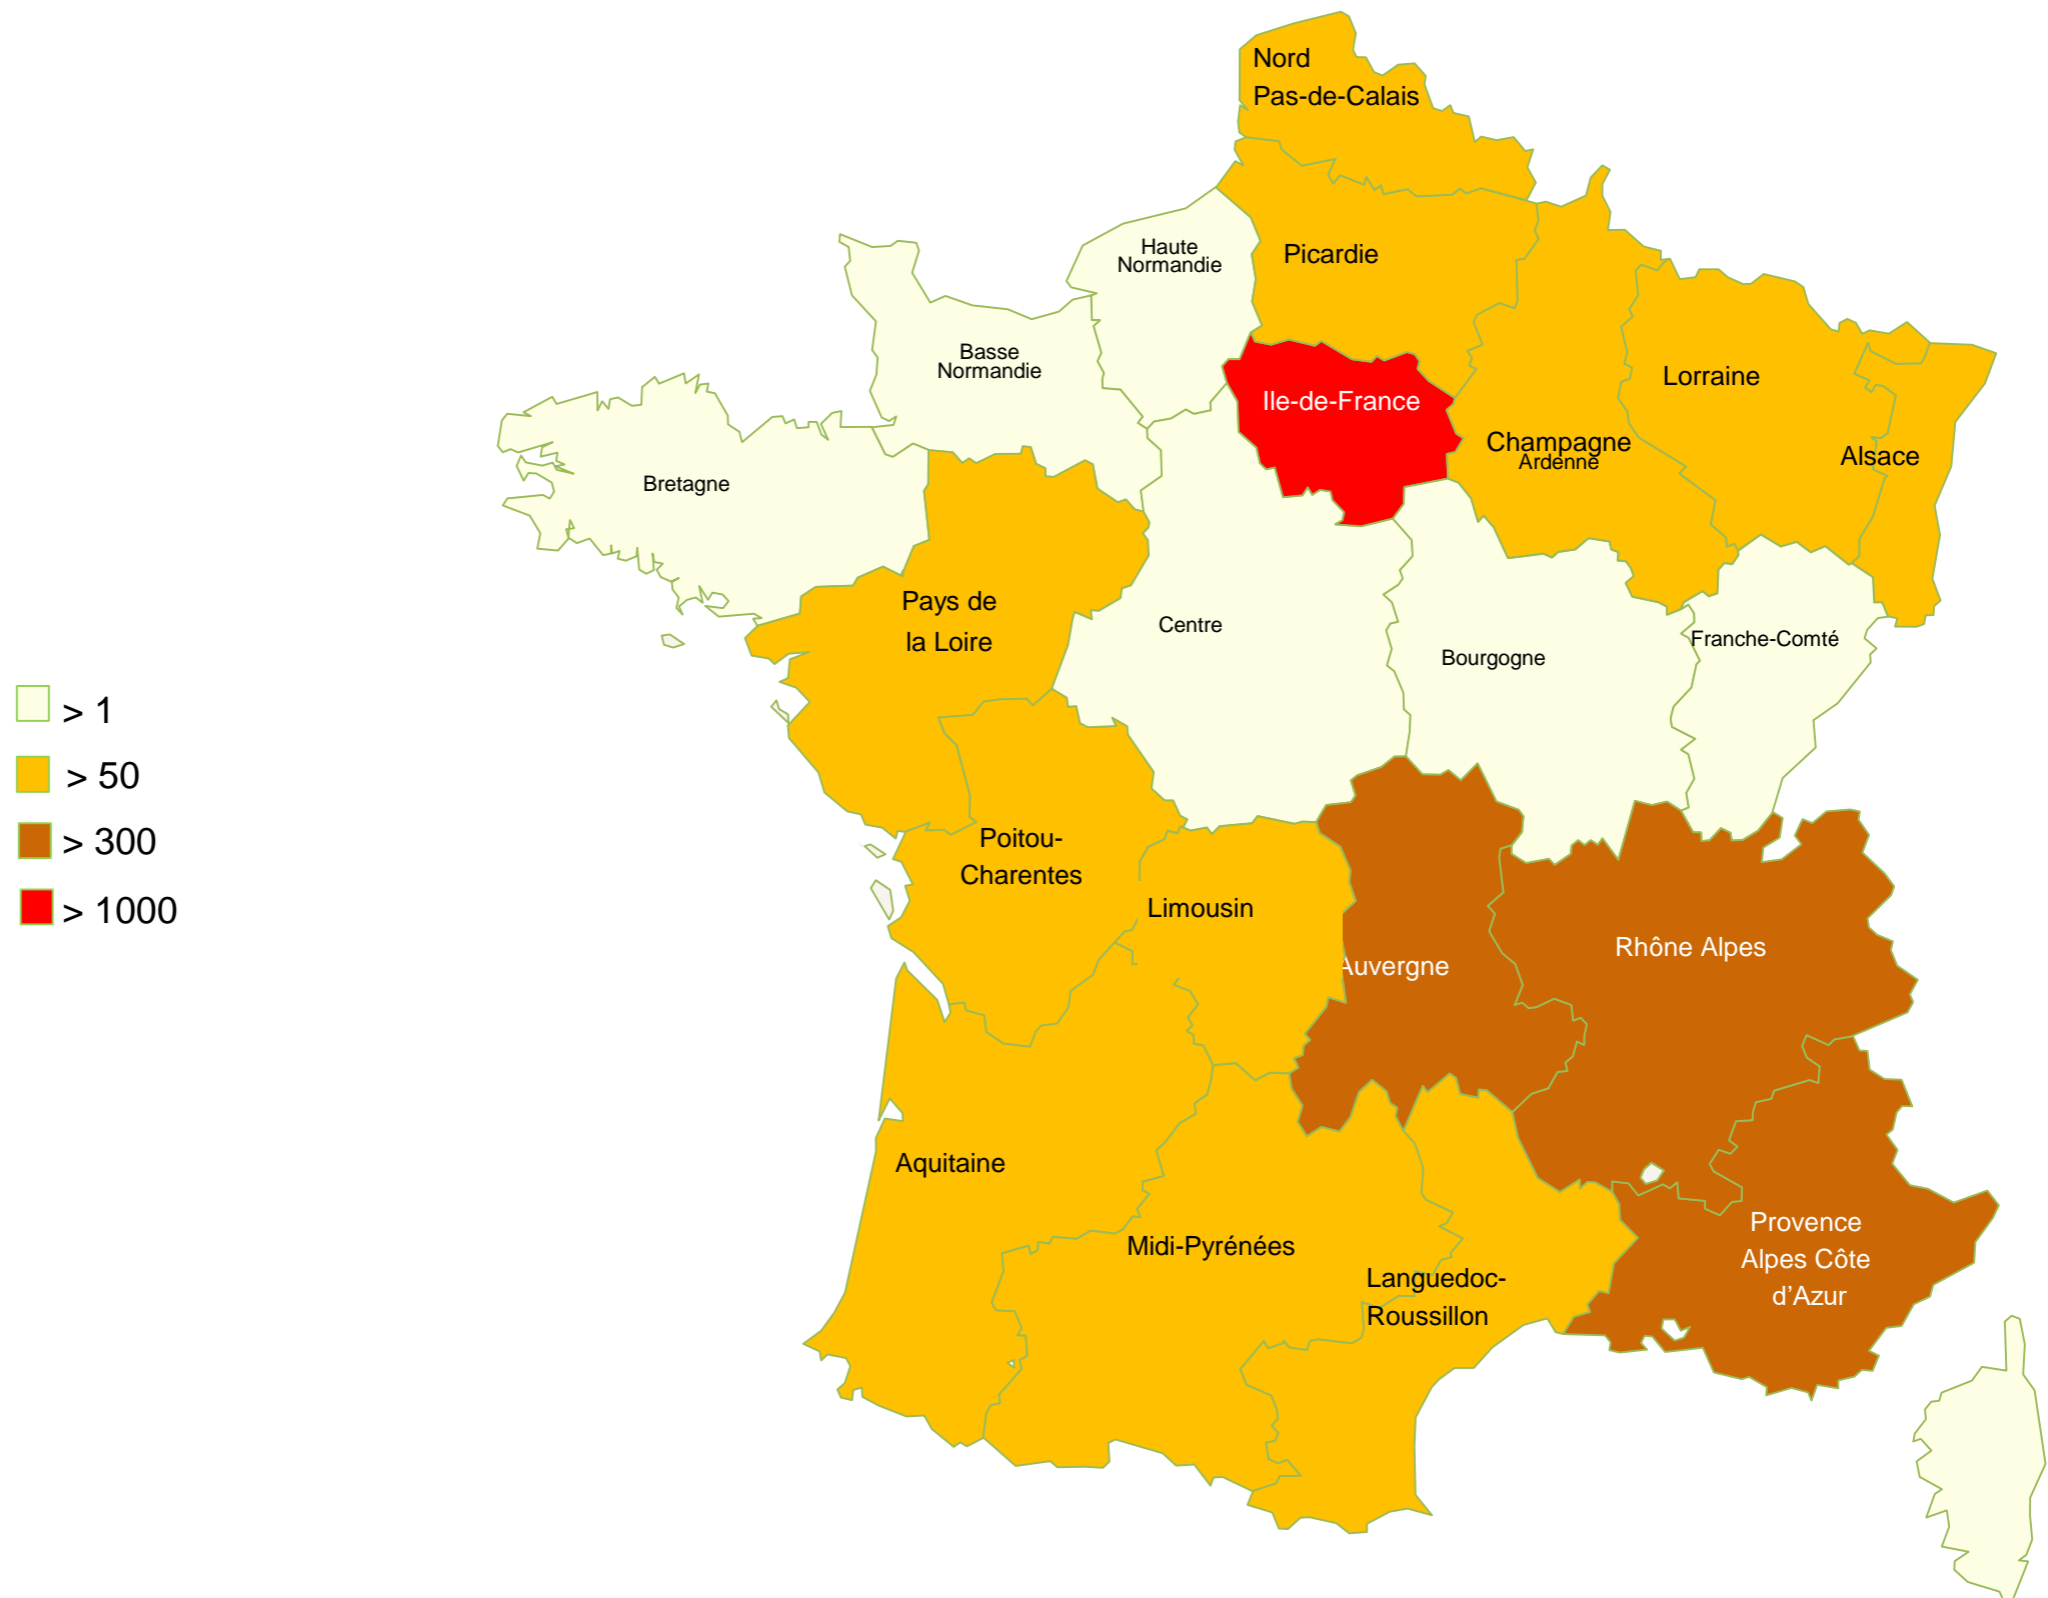 Nord
Pas-de-Calais
Haute
Normandie
Picardie
Basse
Normandie
Ile-de-France
Lorraine
Champagne
Ardenne
Alsace
Bretagne
Pays de
la Loire
Centre
Bourgogne
Franche-Comté
> 1
> 50
> 300
> 1000
Poitou-
Charentes
Limousin
Auvergne
Rhône Alpes
Aquitaine
Midi-Pyrénées
Languedoc-
Roussillon
Provence
Alpes Côte
d’Azur